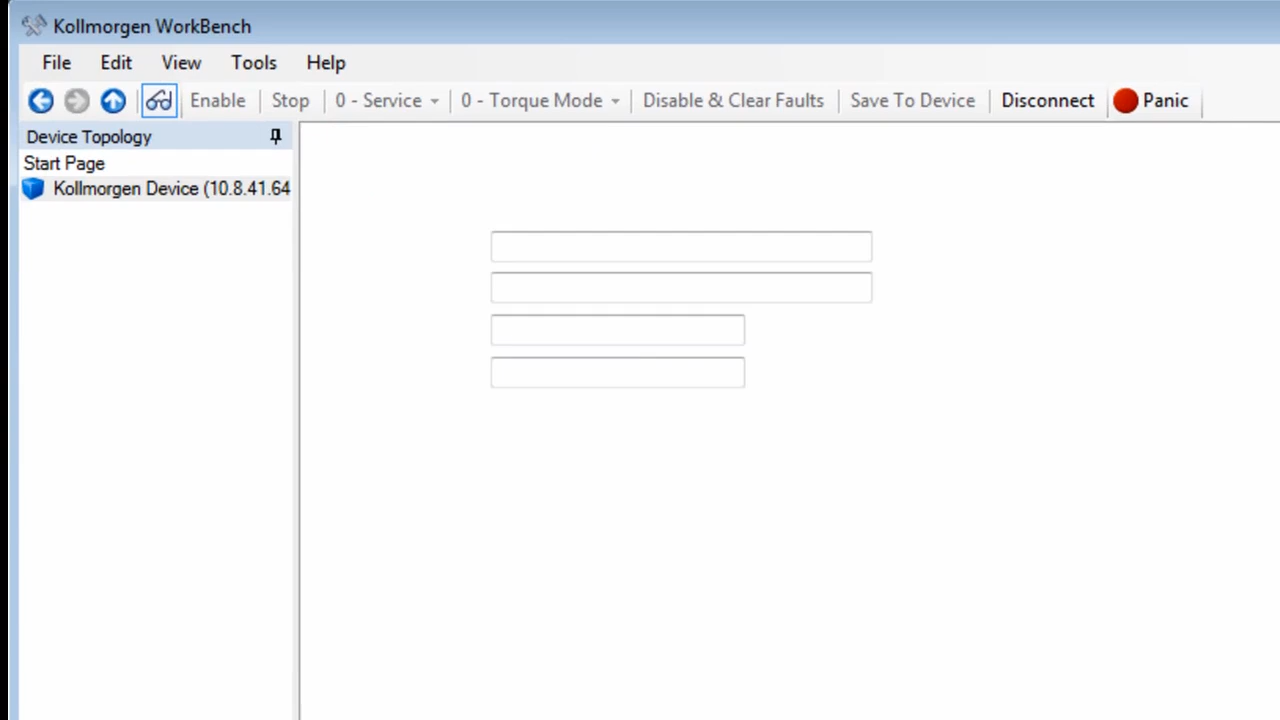 Kollmorgen WorkBench
File Edit View Tools Help
Enable Stop 0 - Service 0 - Torque Mode Disable & Clear Faults Save To Device Disconnect Panic
Device Topology
Start Page
Kollmorgen Device (10.8.41.64